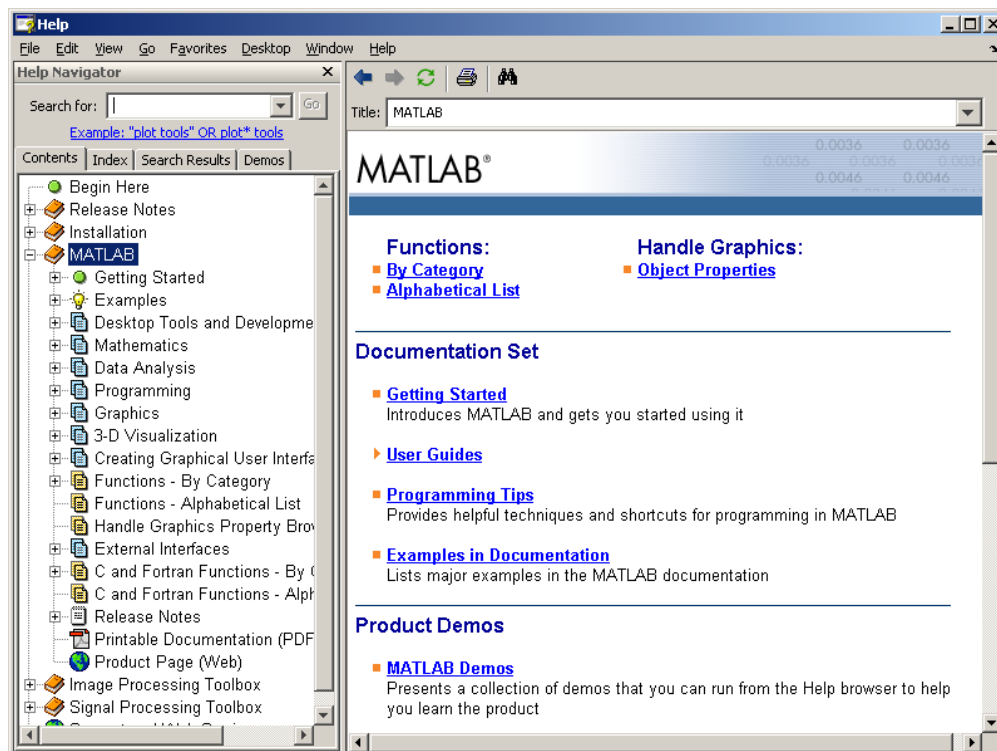 Help
File Edit View Go Favorites Desktop Window Help
Help Navigator
Search for: Go
Example: "plot tools" OR plot* tools
Contents Index Search Results Demos
Begin Here
Release Notes
Installation
MATLAB
Getting Started
Examples
Desktop Tools and Developme
Mathematics
Data Analysis
Programming
Graphics
3-D Visualization
Creating Graphical User Interfa
Functions - By Category
Functions - Alphabetical List
Handle Graphics Property Brov
External Interfaces
C and Fortran Functions - By
C and Fortran Functions - Alph
Release Notes
Printable Documentation (PDF
Product Page (Web)
Image Processing Toolbox
Signal Processing Toolbox
Title: MATLAB
MATLAB®
0.0036 0.0036
0.0036 0.0036 0.0036
0.0046 0.0046
Functions:
By Category
Alphabetical List
Handle Graphics:
Object Properties
Documentation Set
Getting Started
Introduces MATLAB and gets you started using it
User Guides
Programming Tips
Provides helpful techniques and shortcuts for programming in MATLAB
Examples in Documentation
Lists major examples in the MATLAB documentation
Product Demos
MATLAB Demos
Presents a collection of demos that you can run from the Help browser to help
you learn the product